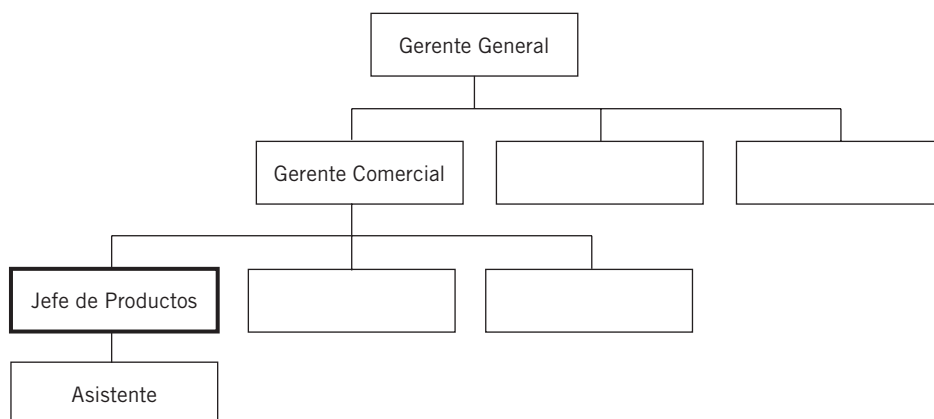 Gerente General
Gerente Comercial
Jefe de Productos
Asistente